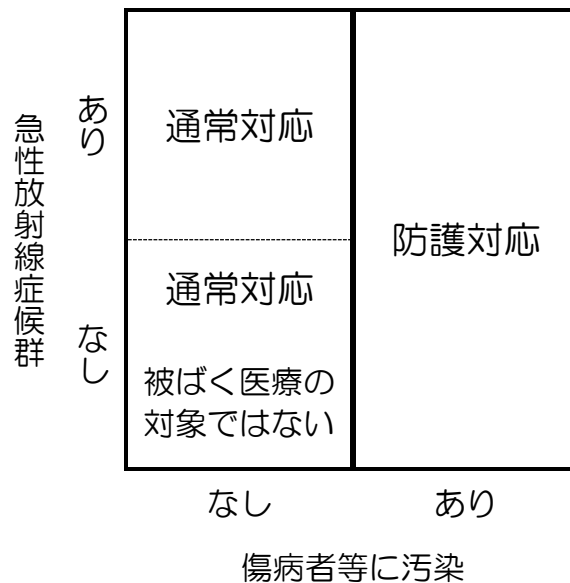 急性放射線症候群
あり
なし
通常対応
通常対応
被ばく医療の
対象ではない
防護対応
なし
あり
傷病者等に汚染